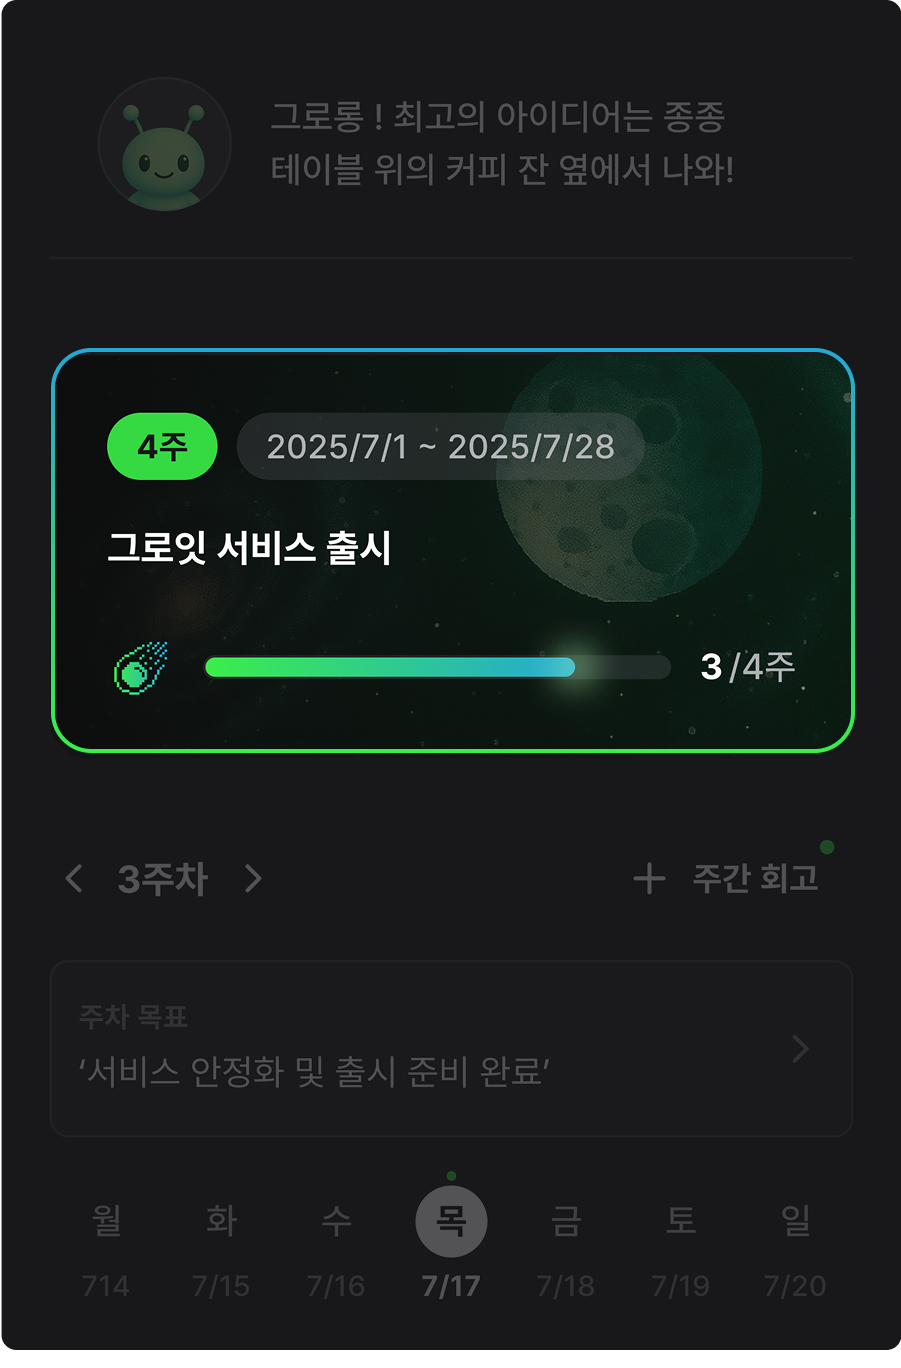 그로롱 ! 최고의 아이디어는 종종
테이블 위의 커피 잔 옆에서 나와!
4주 2025/7/1 ~ 2025/7/28
그로잇 서비스 출시
3 /4주
3주차 주간 회고
주차 목표
‘서비스 안정화 및 출시 준비 완료’
월 화 수 목 금 토 일
714 7/15 7/16 7/17 7/18 7/19 7/20